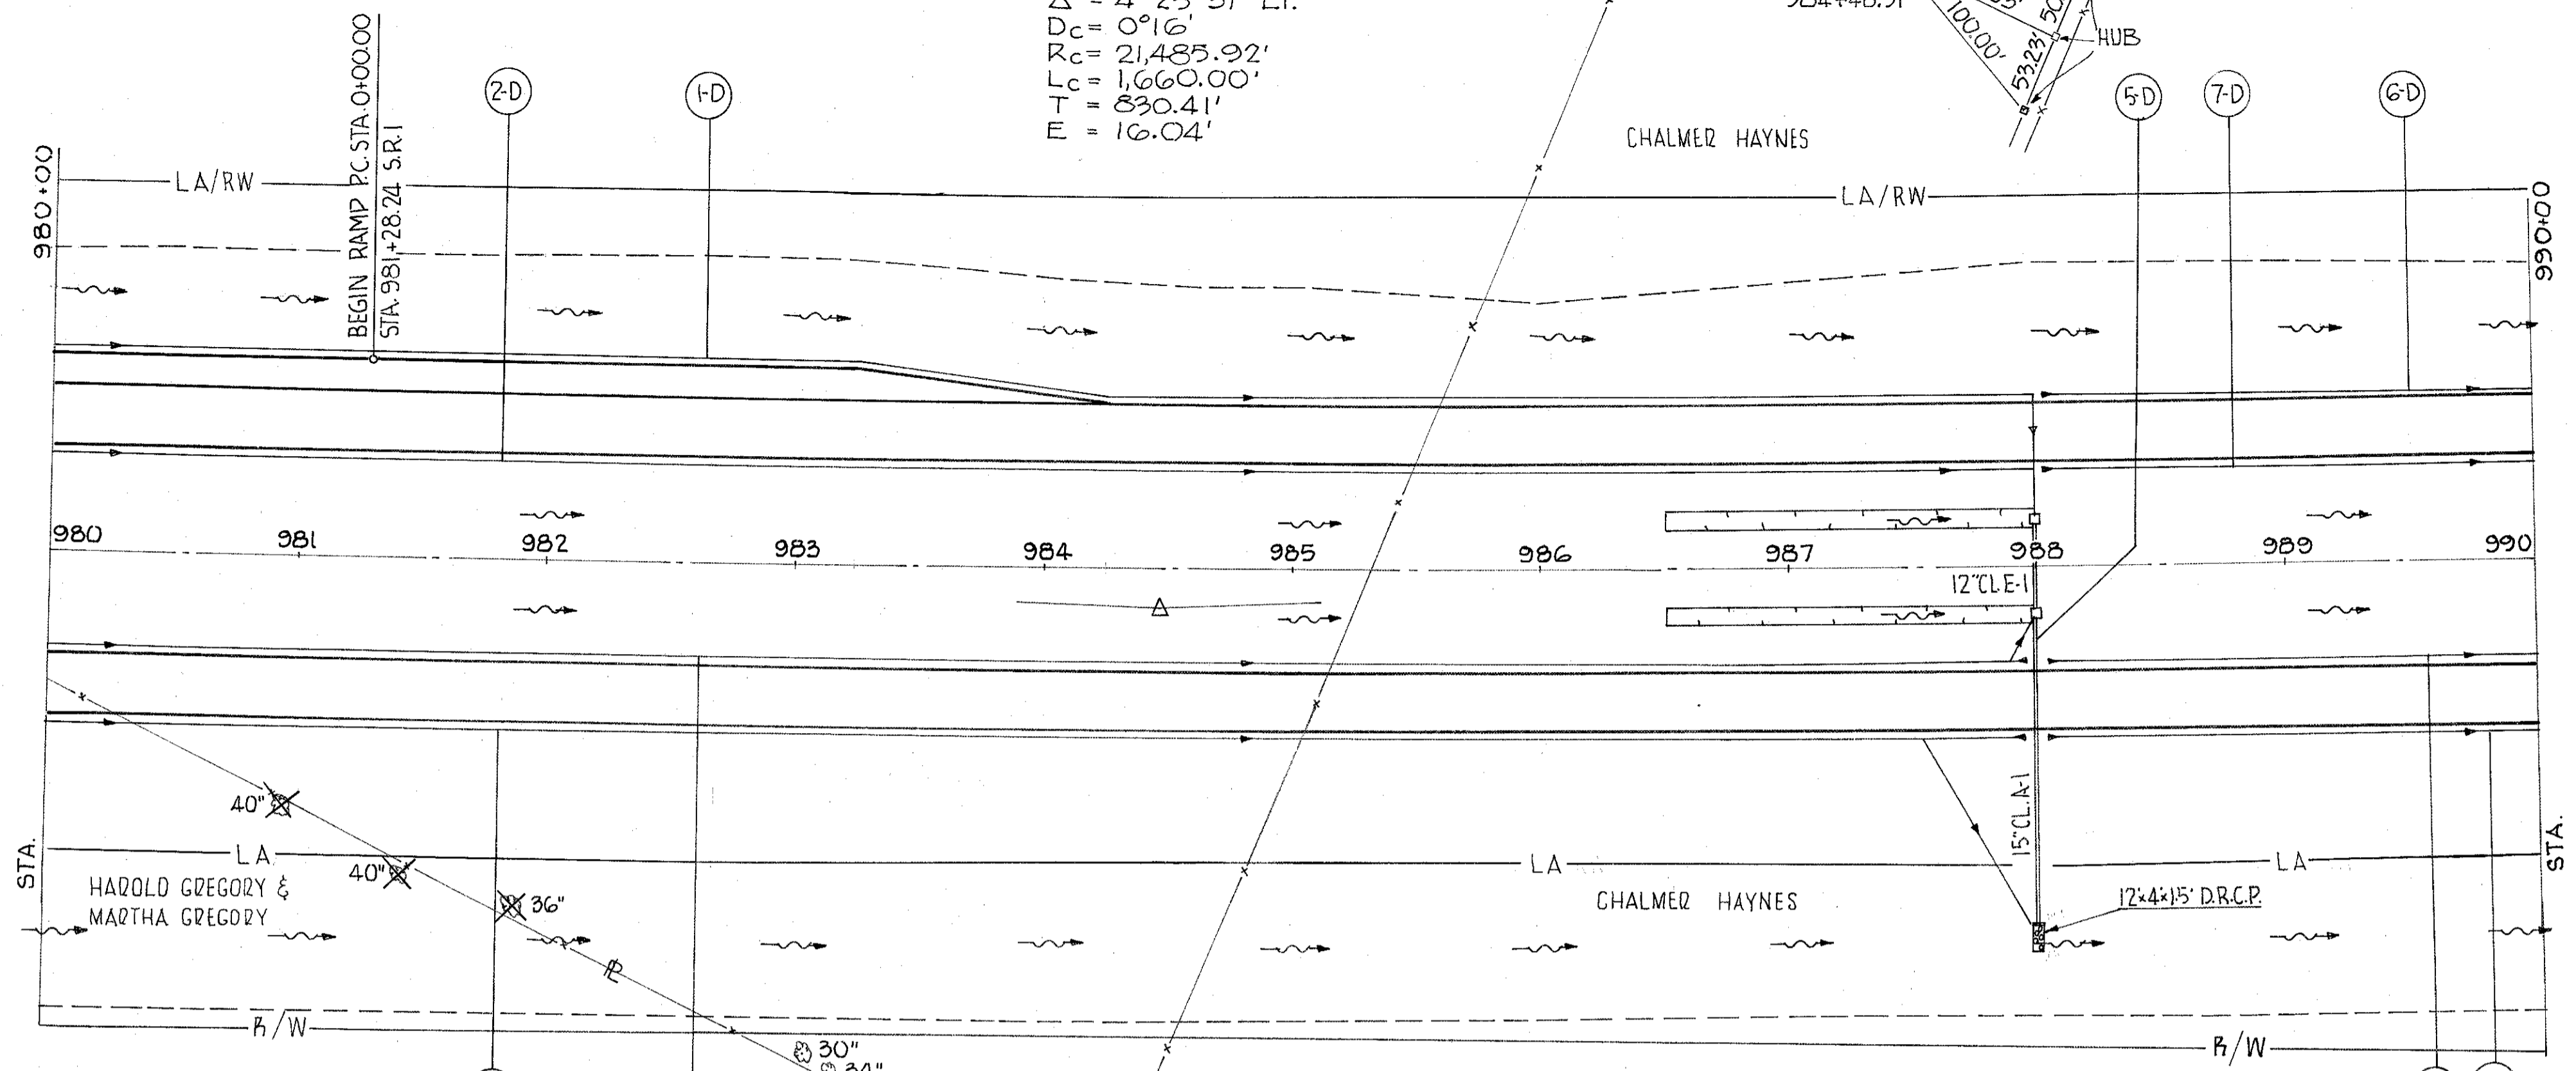 Dc= 0°16'
Rc= 21,485.92'
Lc= 1,660.00'
T = 830.41'
E = 16.04'
100.00'
53.23'
50
HUB
2-D
1-D
5-D
7-D
6-D
CHALMER HAYNES
980+00
LA/RW
BEGIN RAMP P.C. STA. 0+00.00
STA. 981+28.24 S.R.1
LA/RW
990+00
980
981
982
983
984
985
986
987
988
989
990
12"CL.E-1
15"CL.A-1
40"
40"
36"
STA.
LA
LA
LA
STA.
HAROLD GREGORY &
MARTHA GREGORY
CHALMER HAYNES
12'x4'x1.5' D.R.C.P.
PL
R/W
R/W
30"